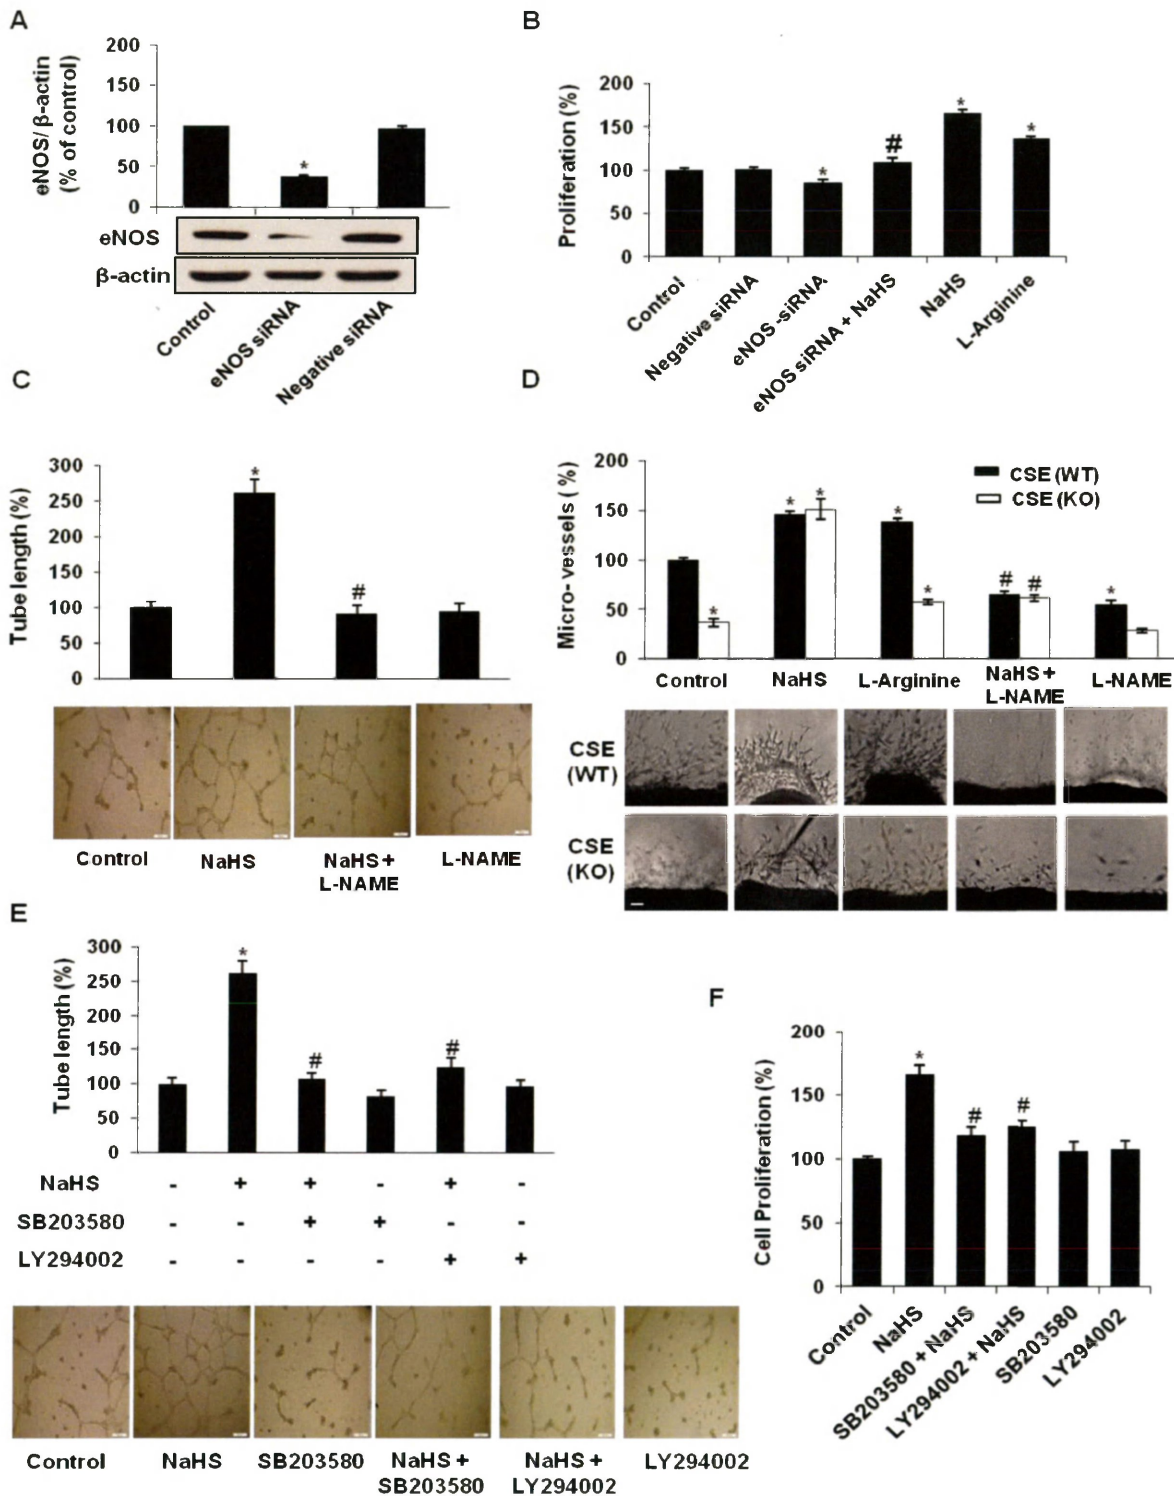 A
eNOS/ β-actin
(% of control)
200
150
100
50
0
*
eNOS
β-actin
Control
eNOS siRNA
Negative siRNA
B
Proliferation (%)
200
150
100
50
0
*
#
*
*
Control
Negative siRNA
eNOS -siRNA
eNOS siRNA + NaHS
NaHS
L-Arginine
C
Tube length (%)
300
250
200
150
100
50
0
*
#
Control
NaHS
NaHS +
L-NAME
L-NAME
D
Micro- vessels ( %)
200
150
100
50
0
CSE (WT)
CSE (KO)
*
*
*
*
*
#
#
*
Control
NaHS
L-Arginine
NaHS +
L-NAME
L-NAME
CSE
(WT)
CSE
(KO)
E
Tube length (%)
300
250
200
150
100
50
0
*
#
#
NaHS - + + - + -
SB203580 - - + + - -
LY294002 - - - - + +
Control
NaHS
SB203580
NaHS +
SB203580
NaHS +
LY294002
LY294002
F
Cell Proliferation (%)
200
150
100
50
0
*
#
#
Control
NaHS
SB203580 + NaHS
LY294002 + NaHS
SB203580
LY294002